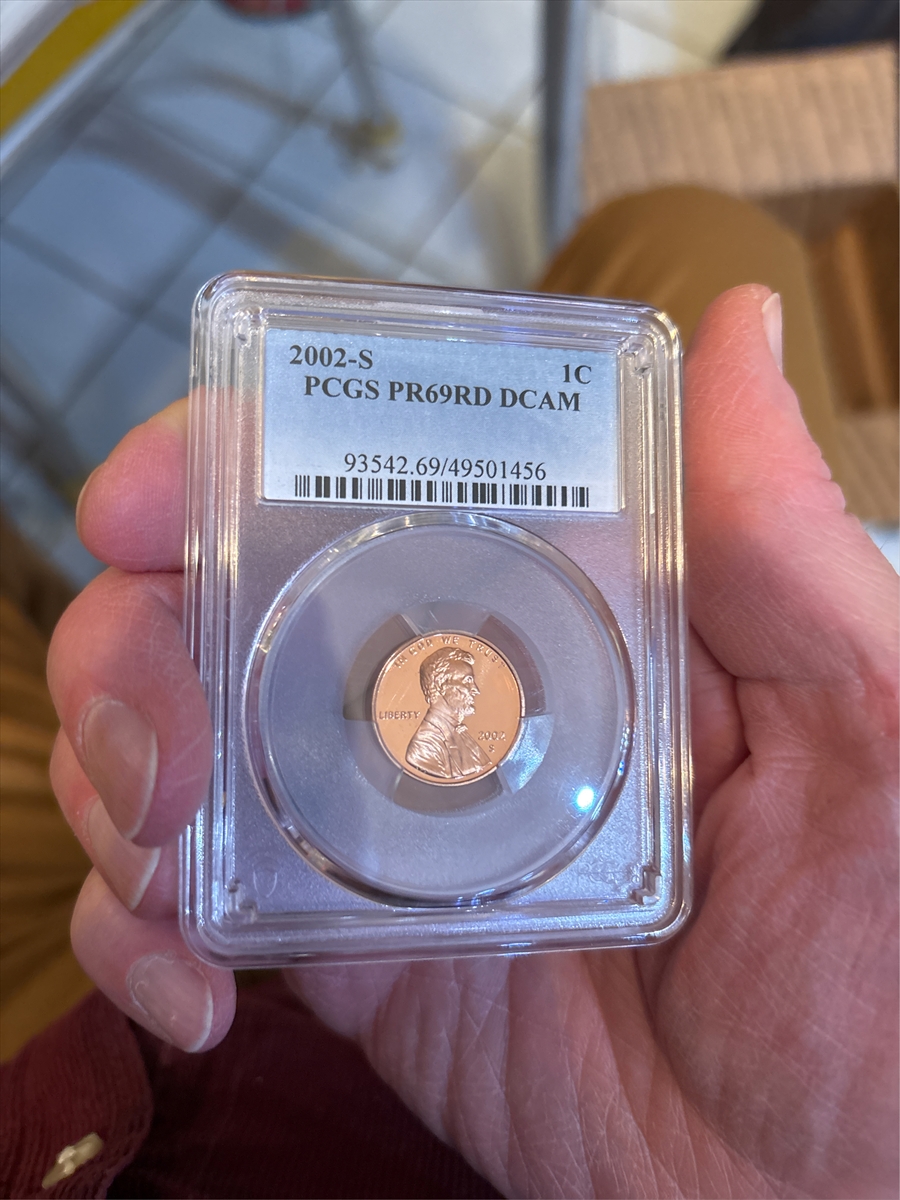 2002-S
1C
PCGS PR69RD DCAM
93542.69/49501456
IN GOD WE TRUST
LIBERTY
2002
S